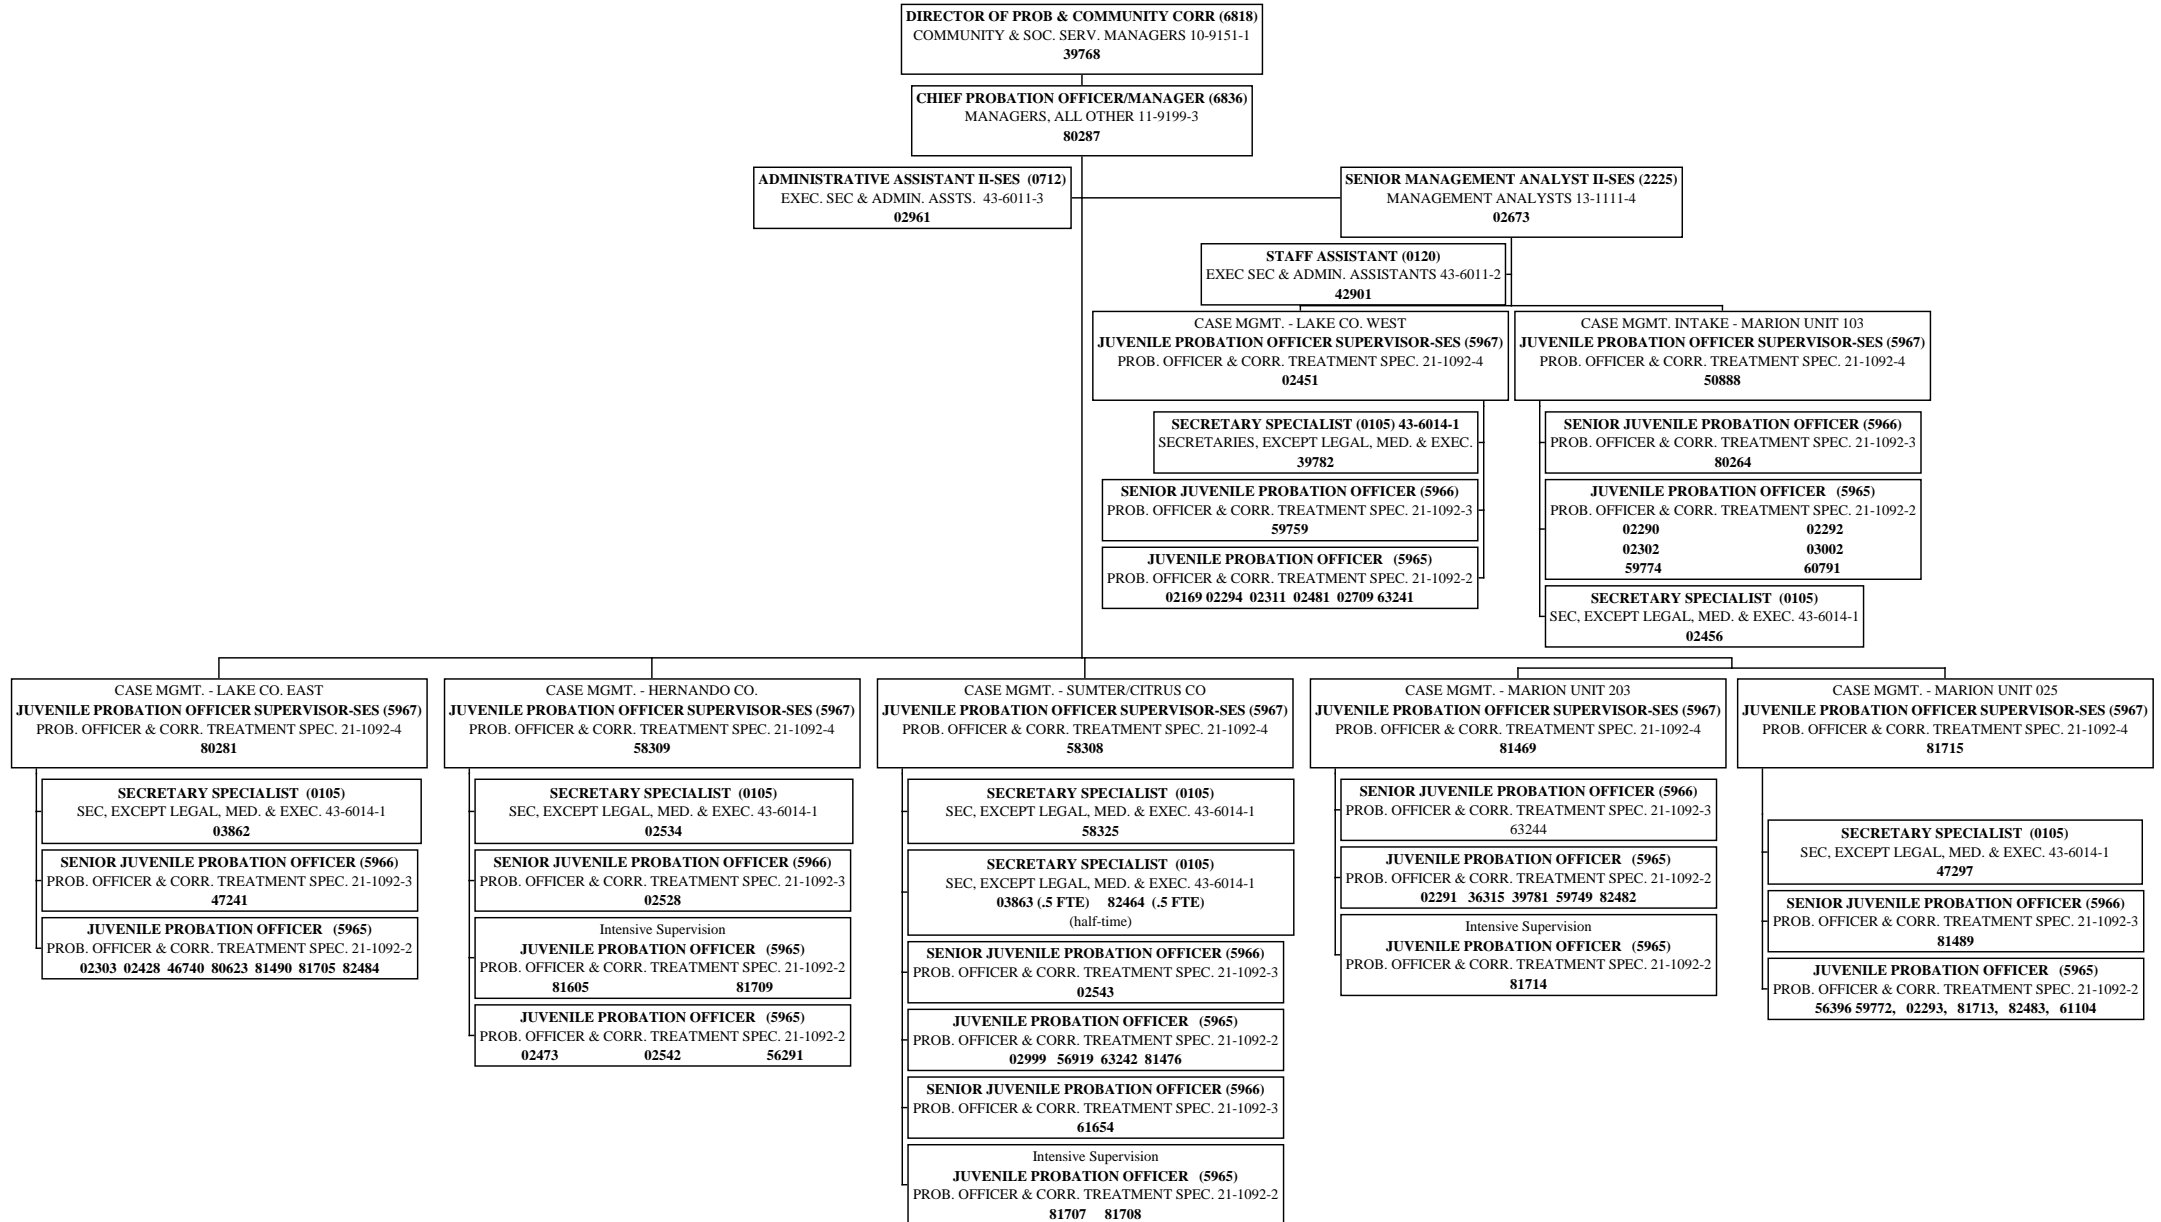 DIRECTOR OF PROB & COMMUNITY CORR (6818)
COMMUNITY & SOC. SERV. MANAGERS 10-9151-1
39768
CHIEF PROBATION OFFICER/MANAGER (6836)
MANAGERS, ALL OTHER 11-9199-3
80287
ADMINISTRATIVE ASSISTANT II-SES (0712)
EXEC. SEC & ADMIN. ASSTS. 43-6011-3
02961
SENIOR MANAGEMENT ANALYST II-SES (2225)
MANAGEMENT ANALYSTS 13-1111-4
02673
STAFF ASSISTANT (0120)
EXEC SEC & ADMIN. ASSISTANTS 43-6011-2
42901
CASE MGMT. - LAKE CO. WEST
JUVENILE PROBATION OFFICER SUPERVISOR-SES (5967)
PROB. OFFICER & CORR. TREATMENT SPEC. 21-1092-4
02451
SECRETARY SPECIALIST (0105) 43-6014-1
SECRETARIES, EXCEPT LEGAL, MED. & EXEC.
39782
SENIOR JUVENILE PROBATION OFFICER (5966)
PROB. OFFICER & CORR. TREATMENT SPEC. 21-1092-3
59759
JUVENILE PROBATION OFFICER (5965)
PROB. OFFICER & CORR. TREATMENT SPEC. 21-1092-2
02169 02294 02311 02481 02709 63241
CASE MGMT. INTAKE - MARION UNIT 103
JUVENILE PROBATION OFFICER SUPERVISOR-SES (5967)
PROB. OFFICER & CORR. TREATMENT SPEC. 21-1092-4
50888
SENIOR JUVENILE PROBATION OFFICER (5966)
PROB. OFFICER & CORR. TREATMENT SPEC. 21-1092-3
80264
JUVENILE PROBATION OFFICER (5965)
PROB. OFFICER & CORR. TREATMENT SPEC. 21-1092-2
02290 02292
02302 03002
59774 60791
SECRETARY SPECIALIST (0105)
SEC, EXCEPT LEGAL, MED. & EXEC. 43-6014-1
02456
CASE MGMT. - LAKE CO. EAST
JUVENILE PROBATION OFFICER SUPERVISOR-SES (5967)
PROB. OFFICER & CORR. TREATMENT SPEC. 21-1092-4
80281
SECRETARY SPECIALIST (0105)
SEC, EXCEPT LEGAL, MED. & EXEC. 43-6014-1
03862
SENIOR JUVENILE PROBATION OFFICER (5966)
PROB. OFFICER & CORR. TREATMENT SPEC. 21-1092-3
47241
JUVENILE PROBATION OFFICER (5965)
PROB. OFFICER & CORR. TREATMENT SPEC. 21-1092-2
02303 02428 46740 80623 81490 81705 82484
CASE MGMT. - HERNANDO CO.
JUVENILE PROBATION OFFICER SUPERVISOR-SES (5967)
PROB. OFFICER & CORR. TREATMENT SPEC. 21-1092-4
58309
SECRETARY SPECIALIST (0105)
SEC, EXCEPT LEGAL, MED. & EXEC. 43-6014-1
02534
SENIOR JUVENILE PROBATION OFFICER (5966)
PROB. OFFICER & CORR. TREATMENT SPEC. 21-1092-3
02528
Intensive Supervision
JUVENILE PROBATION OFFICER (5965)
PROB. OFFICER & CORR. TREATMENT SPEC. 21-1092-2
81605 81709
JUVENILE PROBATION OFFICER (5965)
PROB. OFFICER & CORR. TREATMENT SPEC. 21-1092-2
02473 02542 56291
CASE MGMT. - SUMTER/CITRUS CO
JUVENILE PROBATION OFFICER SUPERVISOR-SES (5967)
PROB. OFFICER & CORR. TREATMENT SPEC. 21-1092-4
58308
SECRETARY SPECIALIST (0105)
SEC, EXCEPT LEGAL, MED. & EXEC. 43-6014-1
58325
SECRETARY SPECIALIST (0105)
SEC, EXCEPT LEGAL, MED. & EXEC. 43-6014-1
03863 (.5 FTE) 82464 (.5 FTE)
(half-time)
SENIOR JUVENILE PROBATION OFFICER (5966)
PROB. OFFICER & CORR. TREATMENT SPEC. 21-1092-3
02543
JUVENILE PROBATION OFFICER (5965)
PROB. OFFICER & CORR. TREATMENT SPEC. 21-1092-2
02999 56919 63242 81476
SENIOR JUVENILE PROBATION OFFICER (5966)
PROB. OFFICER & CORR. TREATMENT SPEC. 21-1092-3
61654
Intensive Supervision
JUVENILE PROBATION OFFICER (5965)
PROB. OFFICER & CORR. TREATMENT SPEC. 21-1092-2
81707 81708
CASE MGMT. - MARION UNIT 203
JUVENILE PROBATION OFFICER SUPERVISOR-SES (5967)
PROB. OFFICER & CORR. TREATMENT SPEC. 21-1092-4
81469
SENIOR JUVENILE PROBATION OFFICER (5966)
PROB. OFFICER & CORR. TREATMENT SPEC. 21-1092-3
63244
JUVENILE PROBATION OFFICER (5965)
PROB. OFFICER & CORR. TREATMENT SPEC. 21-1092-2
02291 36315 39781 59749 82482
Intensive Supervision
JUVENILE PROBATION OFFICER (5965)
PROB. OFFICER & CORR. TREATMENT SPEC. 21-1092-2
81714
CASE MGMT. - MARION UNIT 025
JUVENILE PROBATION OFFICER SUPERVISOR-SES (5967)
PROB. OFFICER & CORR. TREATMENT SPEC. 21-1092-4
81715
SECRETARY SPECIALIST (0105)
SEC, EXCEPT LEGAL, MED. & EXEC. 43-6014-1
47297
SENIOR JUVENILE PROBATION OFFICER (5966)
PROB. OFFICER & CORR. TREATMENT SPEC. 21-1092-3
81489
JUVENILE PROBATION OFFICER (5965)
PROB. OFFICER & CORR. TREATMENT SPEC. 21-1092-2
56396 59772, 02293, 81713, 82483, 61104